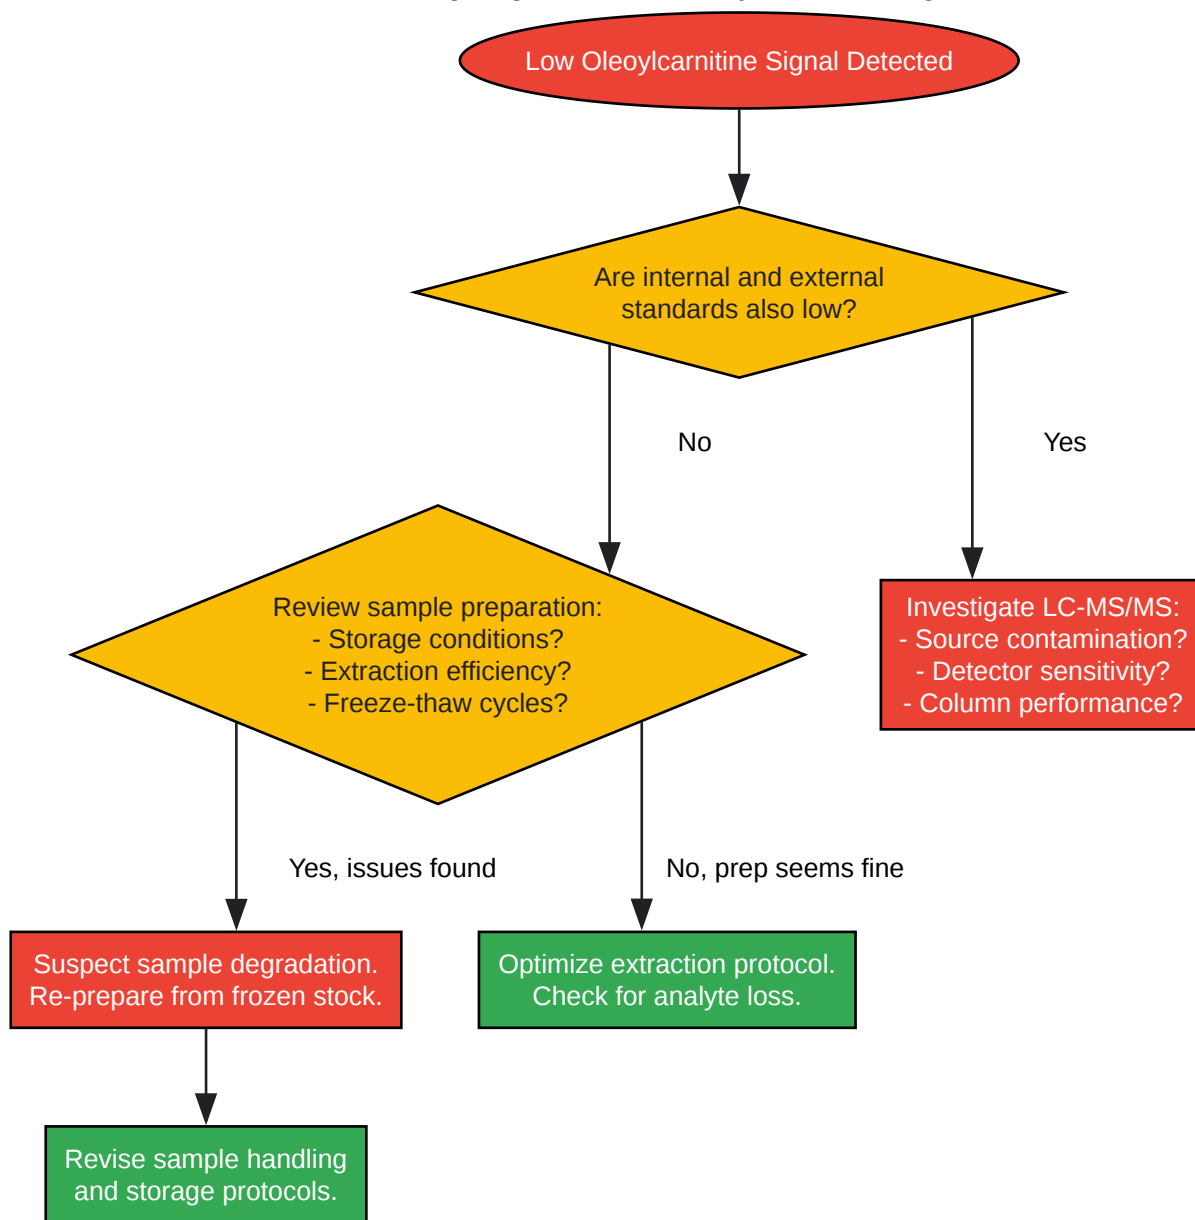 Low Oleoylcarnitine Signal Detected
Are internal and external
standards also low?
No
Yes
Review sample preparation:
- Storage conditions?
- Extraction efficiency?
- Freeze-thaw cycles?
Investigate LC-MS/MS:
- Source contamination?
- Detector sensitivity?
- Column performance?
Yes, issues found
No, prep seems fine
Suspect sample degradation.
Re-prepare from frozen stock.
Optimize extraction protocol.
Check for analyte loss.
Revise sample handling
and storage protocols.